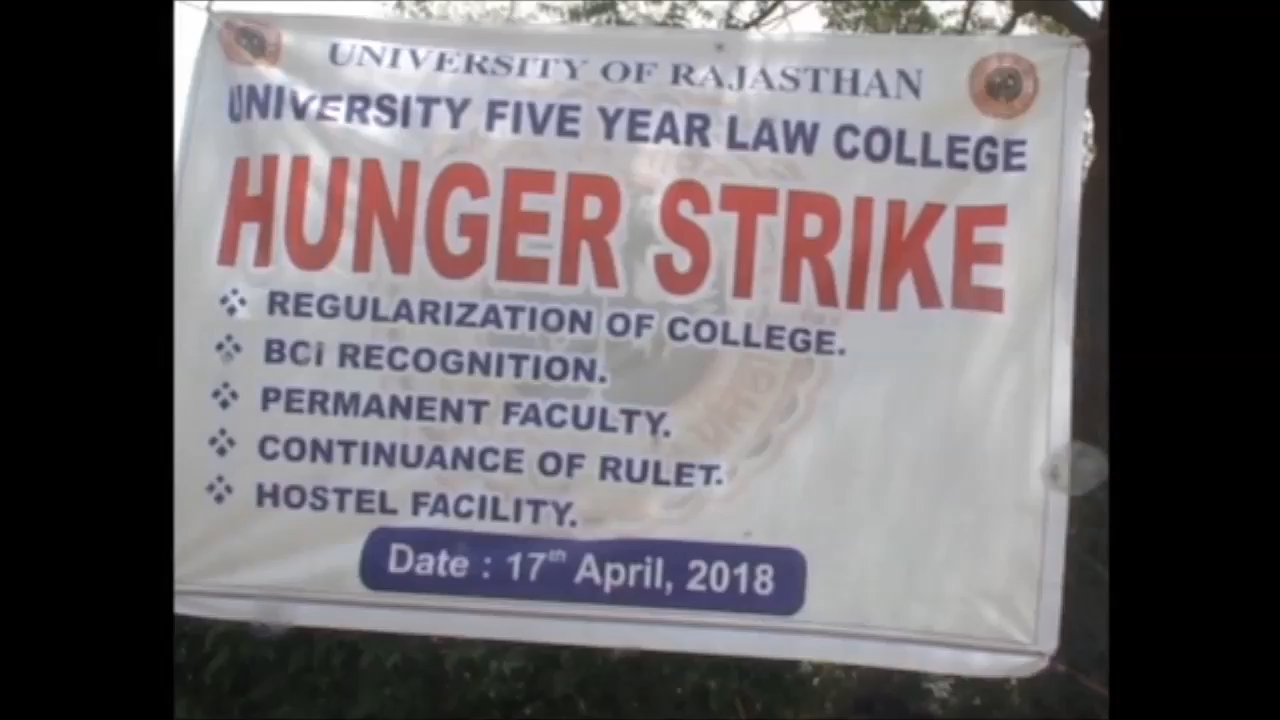 UNIVERSITY OF RAJASTHAN
UNIVERSITY FIVE YEAR LAW COLLEGE
HUNGER STRIKE
REGULARIZATION OF COLLEGE.
BCI RECOGNITION.
PERMANENT FACULTY.
CONTINUANCE OF RULET.
HOSTEL FACILITY.
Date : 17th April, 2018